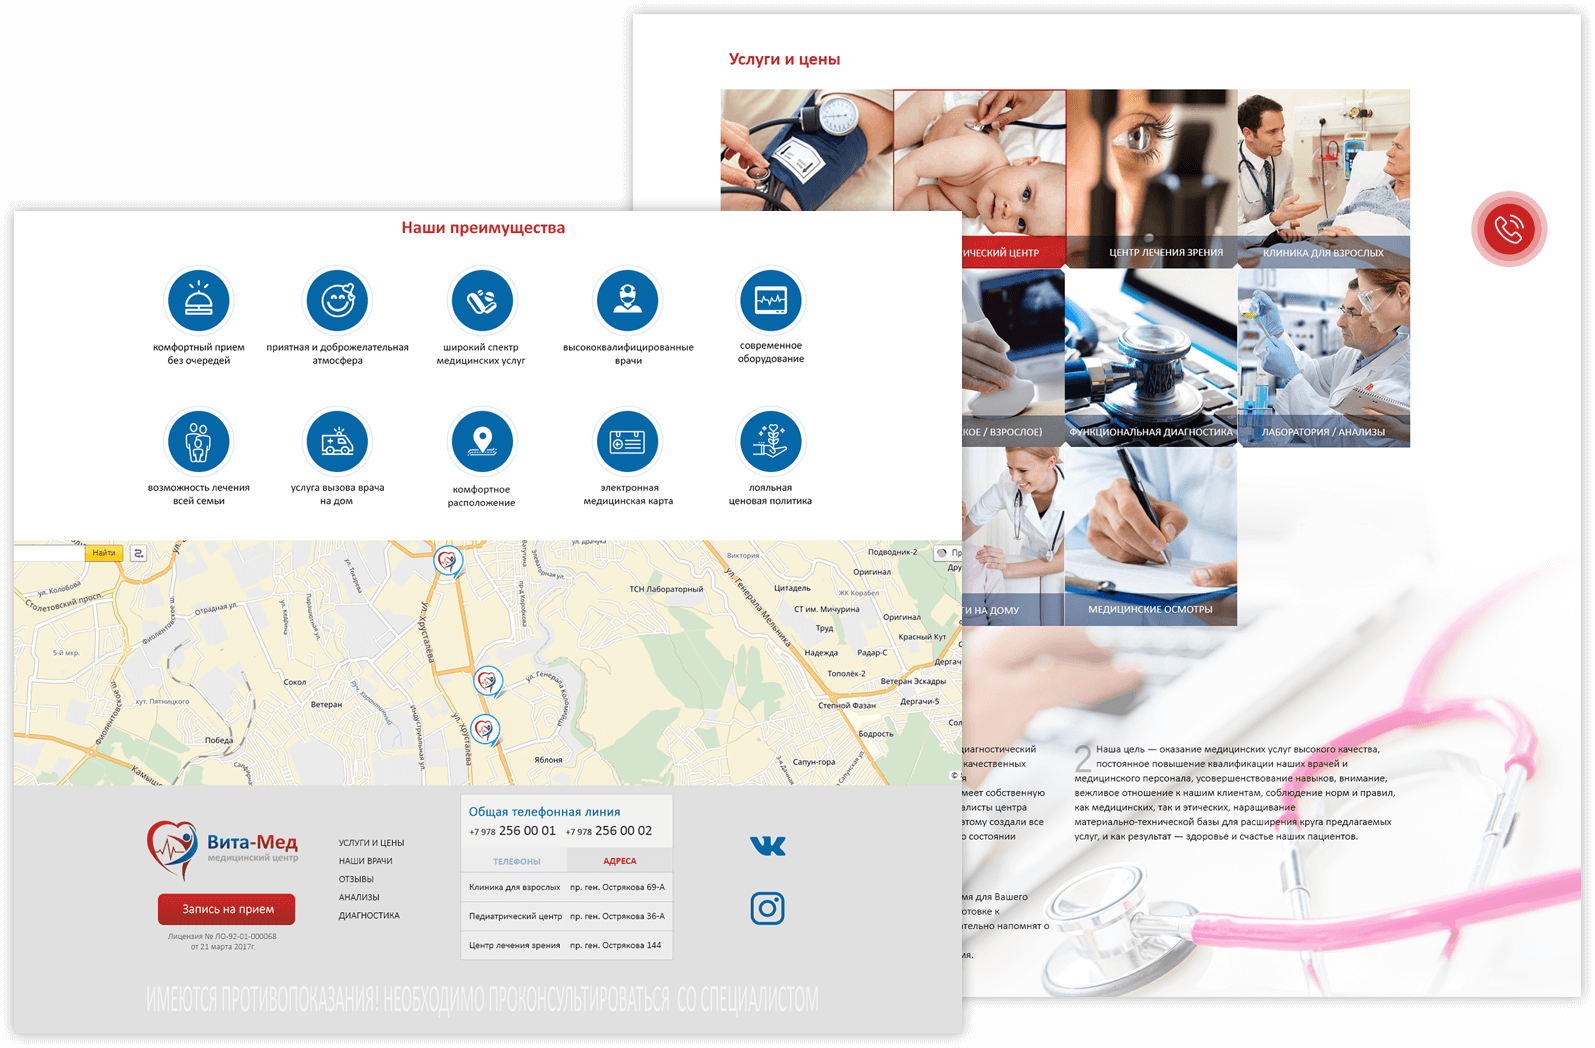 Услуги и цены
ЦЕНТР ЛЕЧЕНИЯ ЗРЕНИЯ
КЛИНИКА ДЛЯ ВЗРОСЛЫХ
ЦЕНТР
/ ВЗРОСЛОЕ)
ФУНКЦИОНАЛЬНАЯ ДИАГНОСТИКА
ЛАБОРАТОРИЯ / АНАЛИЗЫ
НА ДОМУ
МЕДИЦИНСКИЕ ОСМОТРЫ
диагностический
качественных
меет собственную
алисты центра
этому создали все
о состоянии
мя для Вашего
отовке к
ательно напомнят о
мя.
2 Наша цель — оказание медицинских услуг высокого качества,
постоянное повышение квалификации наших врачей и
медицинского персонала, усовершенствование навыков, внимание,
вежливое отношение к нашим клиентам, соблюдение норм и правил,
как медицинских, так и этических, наращивание
материально-технической базы для расширения круга предлагаемых
услуг, и как результат — здоровье и счастье наших пациентов.
Наши преимущества
комфортный прием
без очередей
приятная и доброжелательная
атмосфера
широкий спектр
медицинских услуг
высококвалифицированные
врачи
современное
оборудование
возможность лечения
всей семьи
услуга вызова врача
на дом
комфортное
расположение
электронная
медицинская карта
лояльная
ценовая политика
Найти
ул. Колобова
Столетовский просп.
Отрадная ул.
5-й мкр.
хут. Пятницкого
Победа
Сокол
Ветеран
ул. Хрусталёва
ул. Хрусталёва
ТСН Лабораторный
Виктория
ул. Генерала Мельника
Подводник-2
Оригинал
Цитадель
ЖК Корабел
СТ им. Мичурина
Оригинал
Труд
Красный Кут
Надежда
Радар-С
Тополёк-2
Ветеран Эскадры
Степной Фазан
Дергачи-5
Бодрость
Сапун-гора
Яблоня
Вита-Мед
медицинский центр
Запись на прием
Лицензия № ЛО-92-01-000068
от 21 марта 2017г.
УСЛУГИ И ЦЕНЫ
НАШИ ВРАЧИ
ОТЗЫВЫ
АНАЛИЗЫ
ДИАГНОСТИКА
Общая телефонная линия
+7 978 256 00 01 +7 978 256 00 02
ТЕЛЕФОНЫ АДРЕСА
Клиника для взрослых пр. ген. Острякова 69-А
Педиатрический центр пр. ген. Острякова 36-А
Центр лечения зрения пр. ген. Острякова 144
ИМЕЮТСЯ ПРОТИВОПОКАЗАНИЯ! НЕОБХОДИМО ПРОКОНСУЛЬТИРОВАТЬСЯ СО СПЕЦИАЛИСТОМ